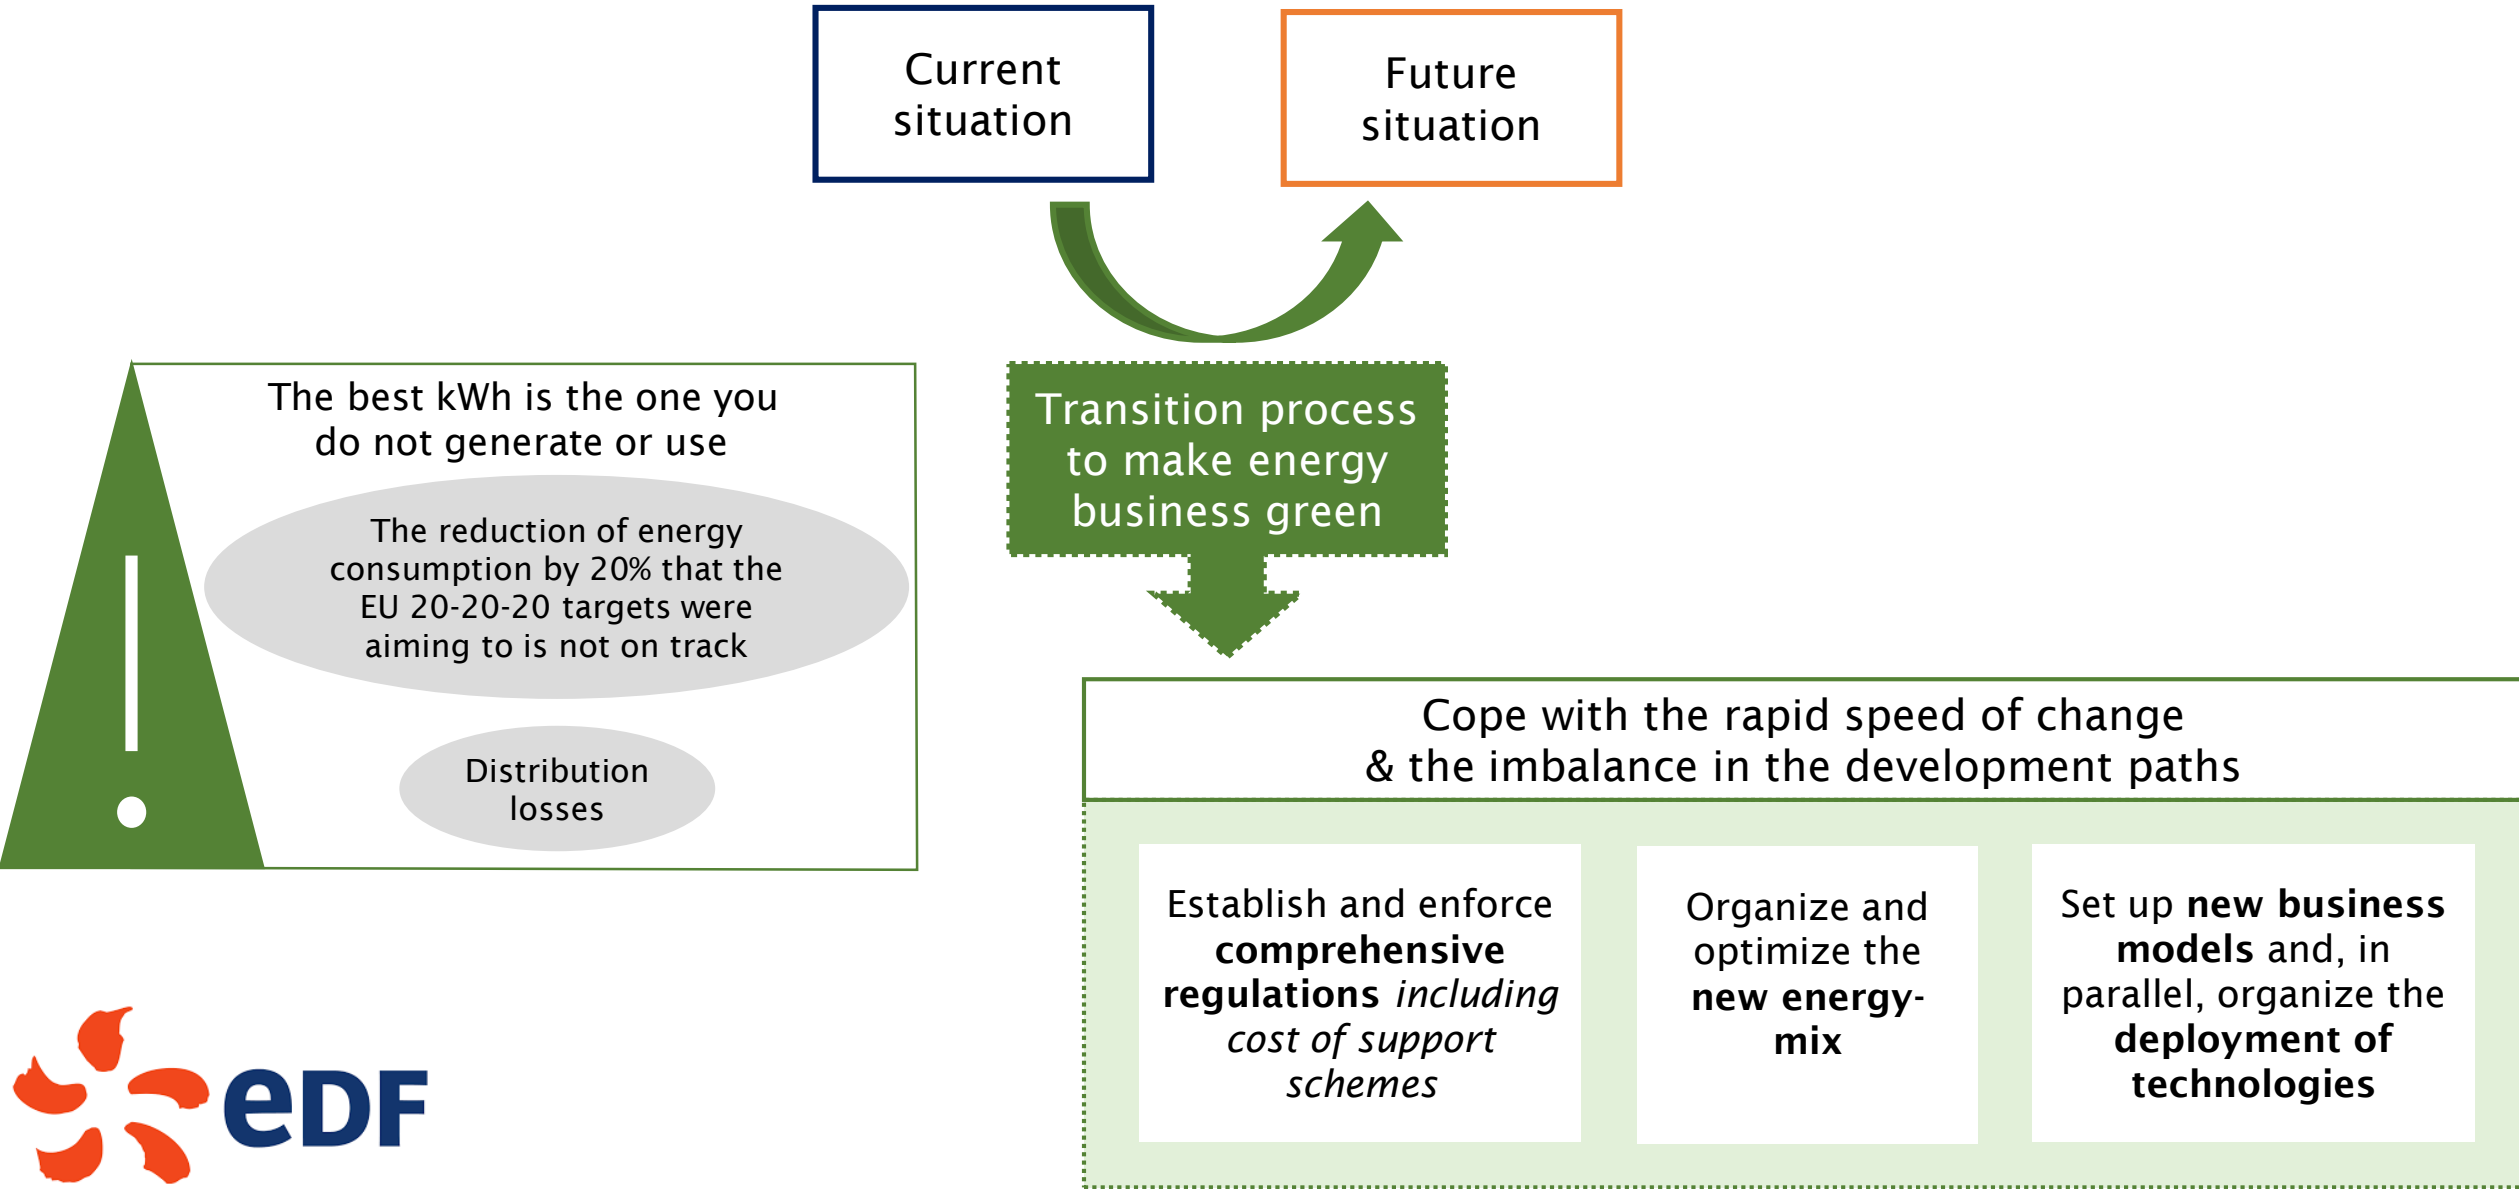 Current
situation
Future
situation
The best kWh is the one you
do not generate or use
The reduction of energy
consumption by 20% that the
EU 20-20-20 targets were
aiming to is not on track
Distribution
losses
Transition process
to make energy
business green
Cope with the rapid speed of change
& the imbalance in the development paths
Establish and enforce
comprehensive
regulations including
cost of support
schemes
Organize and
optimize the
new energy-
mix
Set up new business
models and, in
parallel, organize the
deployment of
technologies
eDF